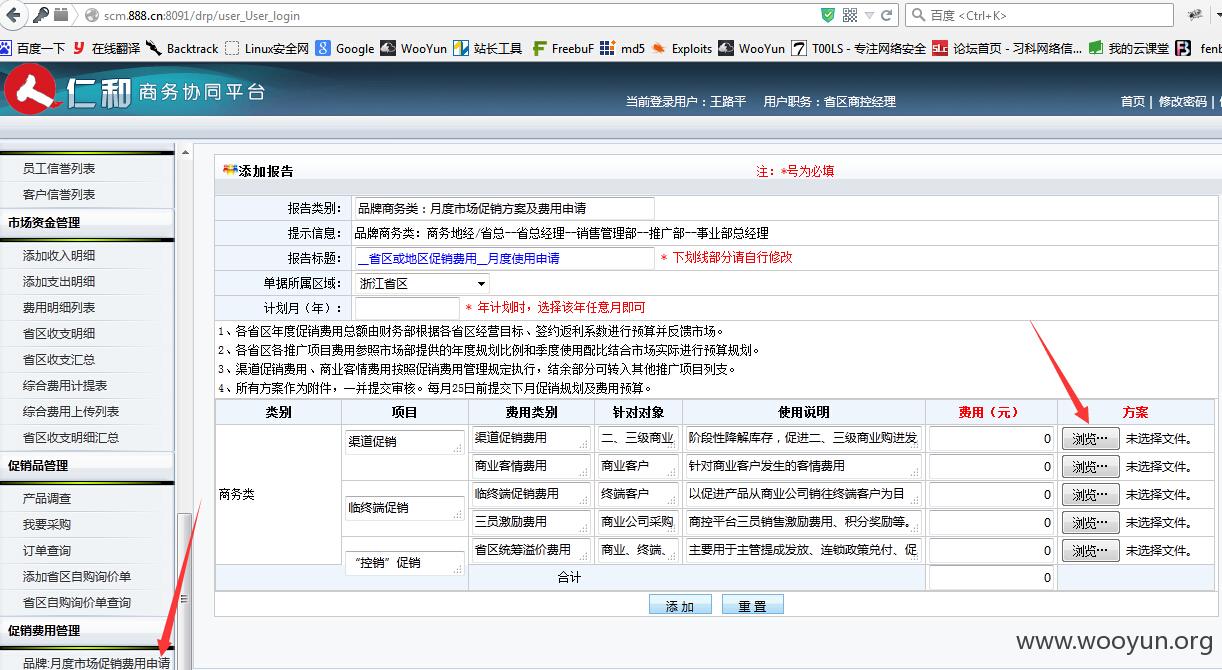 scm.888.cn:8091/drp/user_User_login
百度 <Ctrl+K>
百度一下 在线翻译 Backtrack Linux安全网 Google WooYun 站长工具 FreebuF md5 Exploits WooYun T00LS - 专注网络安全 论坛首页 - 习科网络信... 我的云课堂 fenb
仁和 商务协同平台
当前登录用户：王路平 用户职务：省区商控经理
首页 | 修改密码 |
员工信誉列表
客户信誉列表
市场资金管理
添加收入明细
添加支出明细
费用明细列表
省区收支明细
省区收支汇总
综合费用计提表
综合费用上传列表
省区收支明细汇总
促销品管理
产品调查
我要采购
订单查询
添加省区自购询价单
省区自购询价单查询
促销费用管理
品牌:月度市场促销费用申请
添加报告
注：*号为必填
报告类别： 品牌商务类：月度市场促销方案及费用申请
提示信息： 品牌商务类：商务地经/省总--省总经理--销售管理部--推广部--事业部总经理
报告标题： __省区或地区促销费用__月度使用申请 * 下划线部分请自行修改
单据所属区域： 浙江省区
计划月（年）： * 年计划时，选择该年任意月即可
1、各省区年度促销费用总额由财务部根据各省区经营目标、签约返利系数进行预算并反馈市场。
2、各省区各推广项目费用参照市场部提供的年度规划比例和季度使用配比结合市场实际进行预算规划。
3、渠道促销费用、商业客情费用按照促销费用管理规定执行，结余部分可转入其他推广项目列支。
4、所有方案作为附件，一并提交审核。每月25日前提交下月促销规划及费用预算。
类别 项目 费用类别 针对对象 使用说明 费用（元） 方案
商务类
渠道促销 渠道促销费用 二、三级商业 阶段性降解库存，促进二、三级商业购进发 0 浏览… 未选择文件。
商业客情费用 商业客户 针对商业客户发生的客情费用 0 浏览… 未选择文件。
临终端促销 临终端促销费用 终端客户 以促进产品从商业公司销往终端客户为目 0 浏览… 未选择文件。
三员激励费用 商业公司采购 商控平台三员销售激励费用、积分奖励等。 0 浏览… 未选择文件。
“控销”促销 省区统筹溢价费用 商业、终端、 主要用于主管提成发放、连锁政策兑付、促 0 浏览… 未选择文件。
合计 0
添 加 重 置
www.wooyun.org